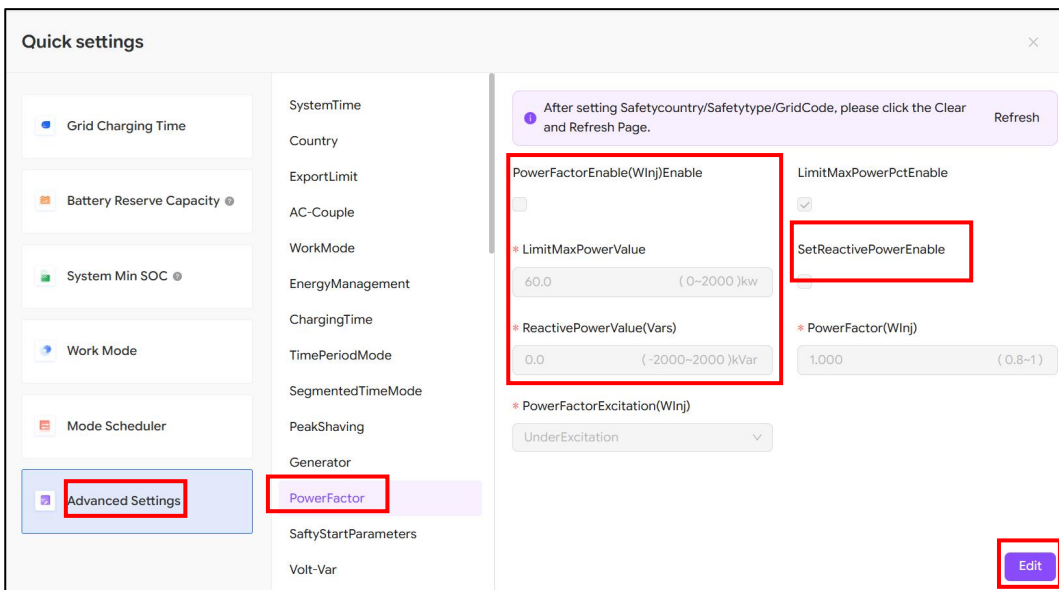 Quick settings
Grid Charging Time
Battery Reserve Capacity
System Min SOC
Work Mode
Mode Scheduler
Advanced Settings
SystemTime
Country
ExportLimit
AC-Couple
WorkMode
EnergyManagement
ChargingTime
TimePeriodMode
SegmentedTimeMode
PeakShaving
Generator
PowerFactor
SaftyStartParameters
Volt-Var
After setting Safetycountry/Safetytype/GridCode, please click the Clear
and Refresh Page.
Refresh
PowerFactorEnable(WInj)Enable
LimitMaxPowerPctEnable
* LimitMaxPowerValue
SetReactivePowerEnable
60.0 ( 0~2000 )kw
* ReactivePowerValue(Vars)
* PowerFactor(WInj)
0.0 ( -2000~2000 )kVar
1.000 ( 0.8~1 )
* PowerFactorExcitation(WInj)
UnderExcitation
Edit